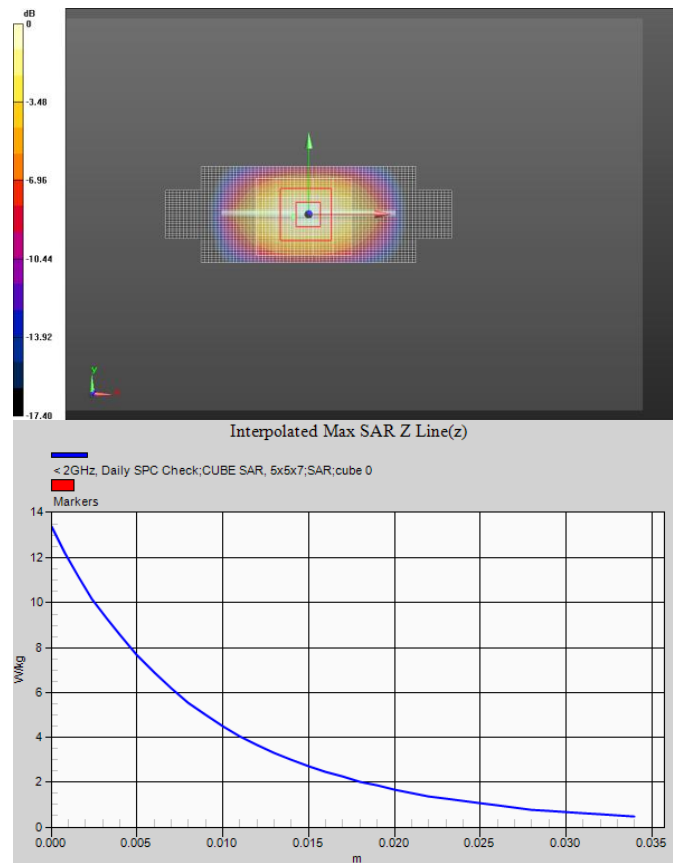 dB
0
-3.48
-6.96
-10.44
-13.92
-17.40
Y
Interpolated Max SAR Z Line(z)
< 2GHz, Daily SPC Check;CUBE SAR, 5x5x7;SAR;cube 0
Markers
14
12
10
8
6
4
2
0
W/kg
0.000 0.005 0.010 0.015 0.020 0.025 0.030 0.035
m